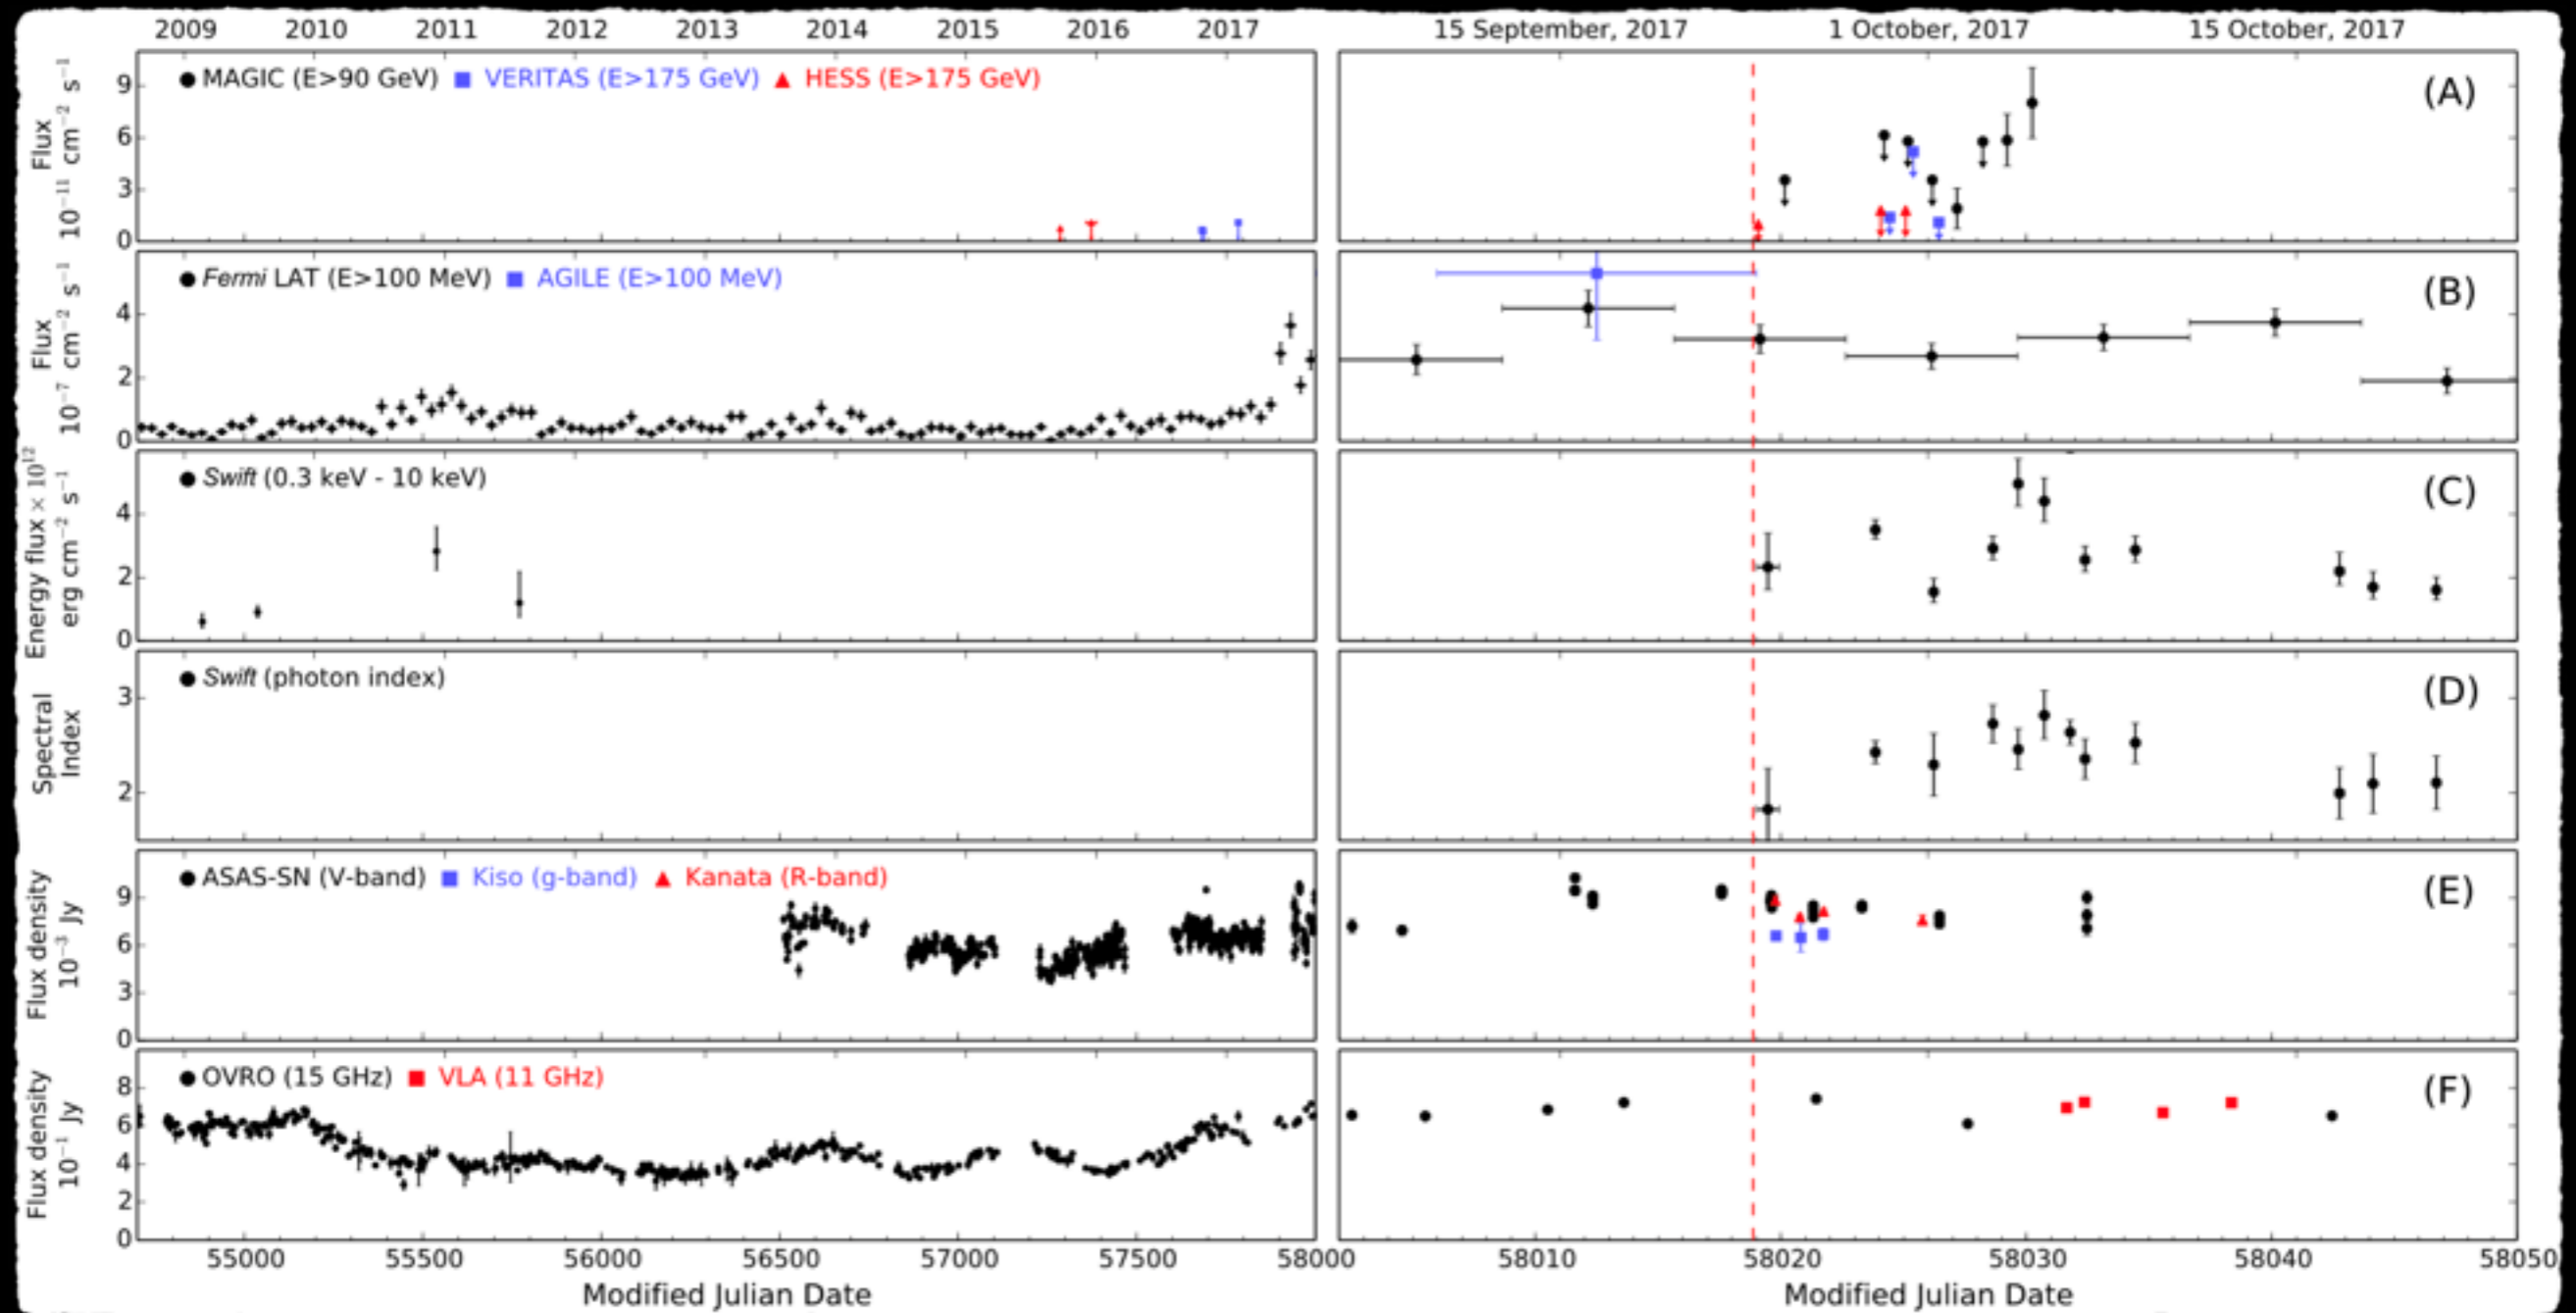 2009 2010 2011 2012 2013 2014 2015 2016 2017 15 September, 2017 1 October, 2017 15 October, 2017
Flux
10⁻¹¹ cm⁻² s⁻¹
9
6
3
0
MAGIC (E>90 GeV) VERITAS (E>175 GeV) HESS (E>175 GeV)
(A)
Flux
10⁻⁷ cm⁻² s⁻¹
4
2
0
Fermi LAT (E>100 MeV) AGILE (E>100 MeV)
(B)
Energy flux × 10¹²
erg cm⁻² s⁻¹
4
2
0
Swift (0.3 keV - 10 keV)
(C)
Spectral
Index
3
2
Swift (photon index)
(D)
Flux density
10⁻³ Jy
9
6
3
0
ASAS-SN (V-band) Kiso (g-band) Kanata (R-band)
(E)
Flux density
10⁻¹ Jy
8
6
4
2
0
OVRO (15 GHz) VLA (11 GHz)
(F)
55000 55500 56000 56500 57000 57500 58000 58010 58020 58030 58040 58050
Modified Julian Date Modified Julian Date